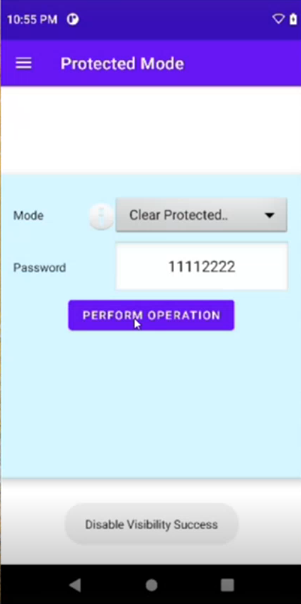 10:55 PM
Protected Mode
Mode
Clear Protected..
Password
11112222
PERFORM OPERATION
Disable Visibility Success